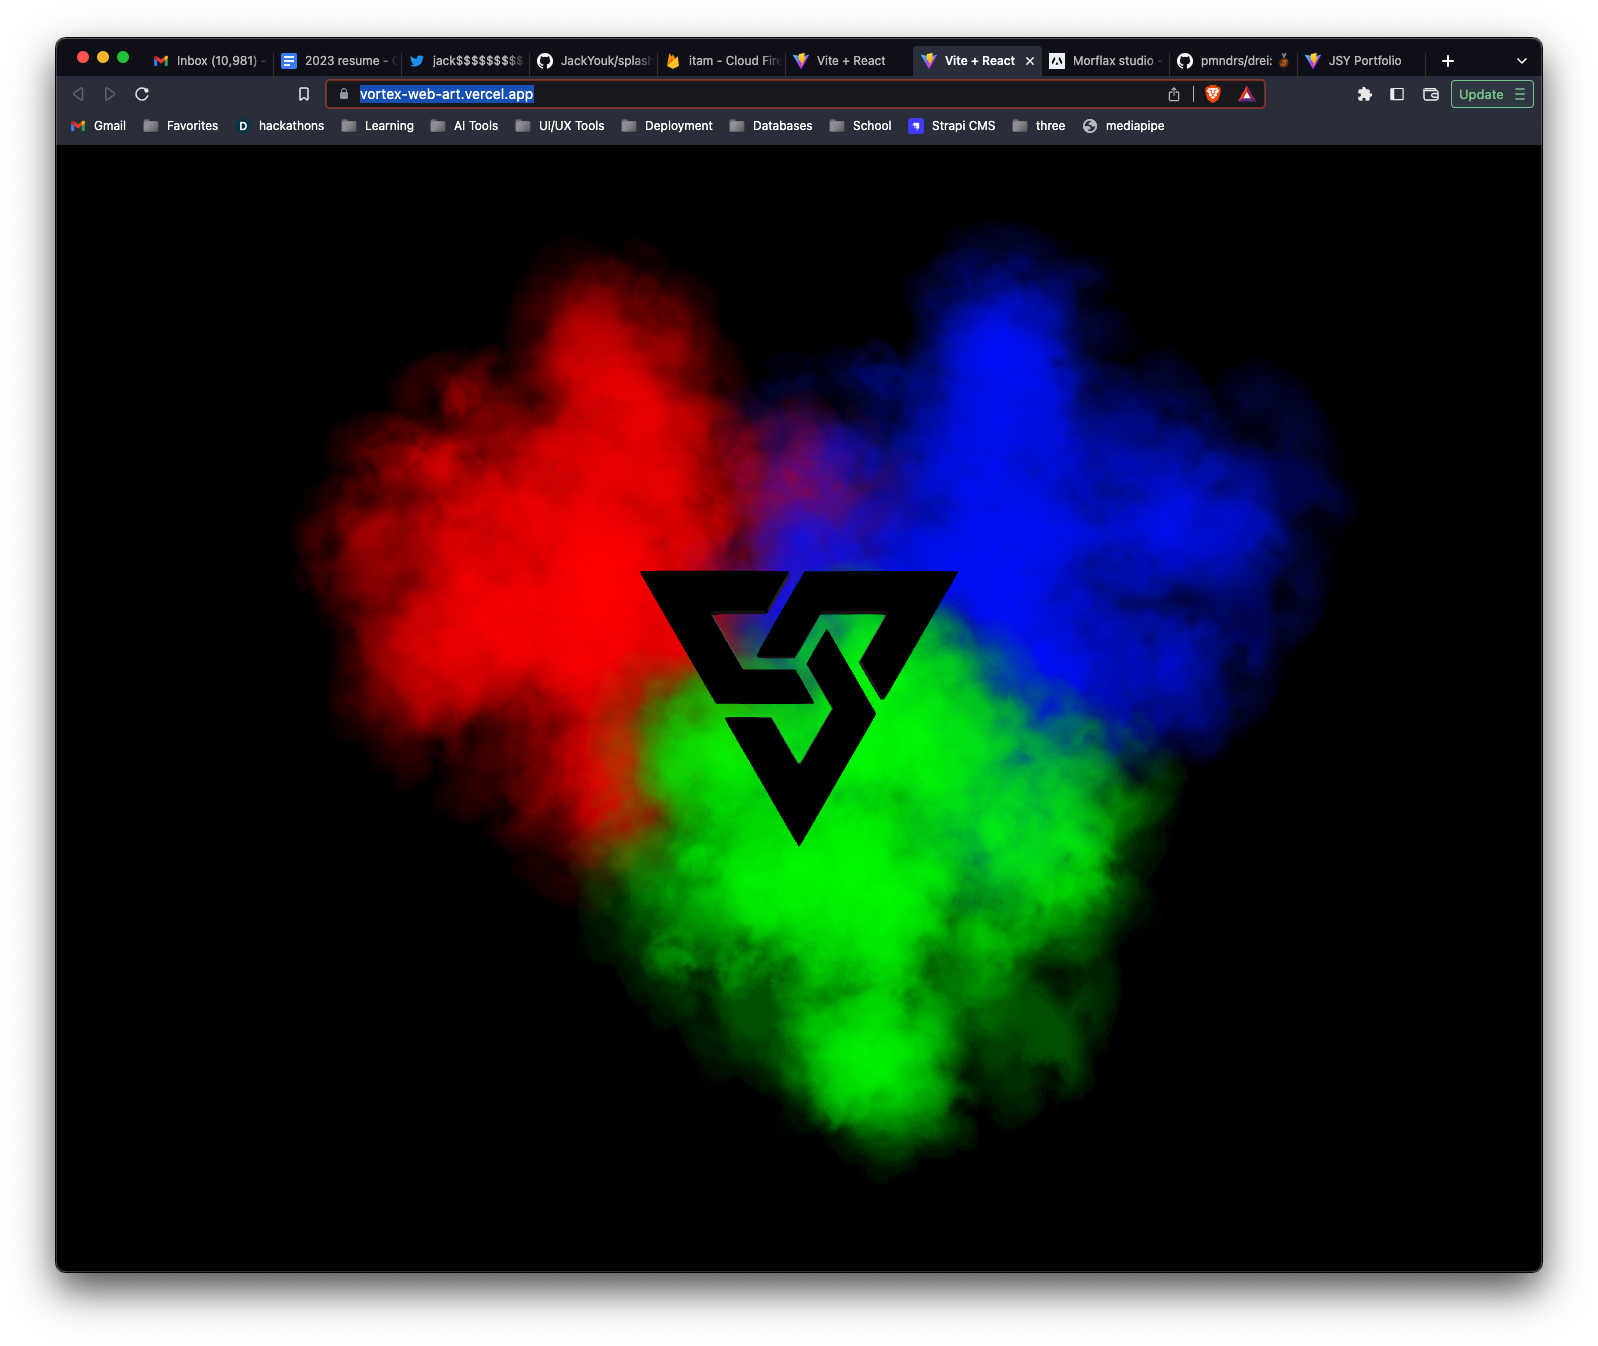 Inbox (10,981) - 2023 resume - jack$$$$$$$$$ JackYouk/splash itam - Cloud Fire Vite + React Vite + React Morflax studio - pmndrs/drei: JSY Portfolio
vortex-web-art.vercel.app Update
Gmail Favorites D hackathons Learning AI Tools UI/UX Tools Deployment Databases School Strapi CMS three mediapipe